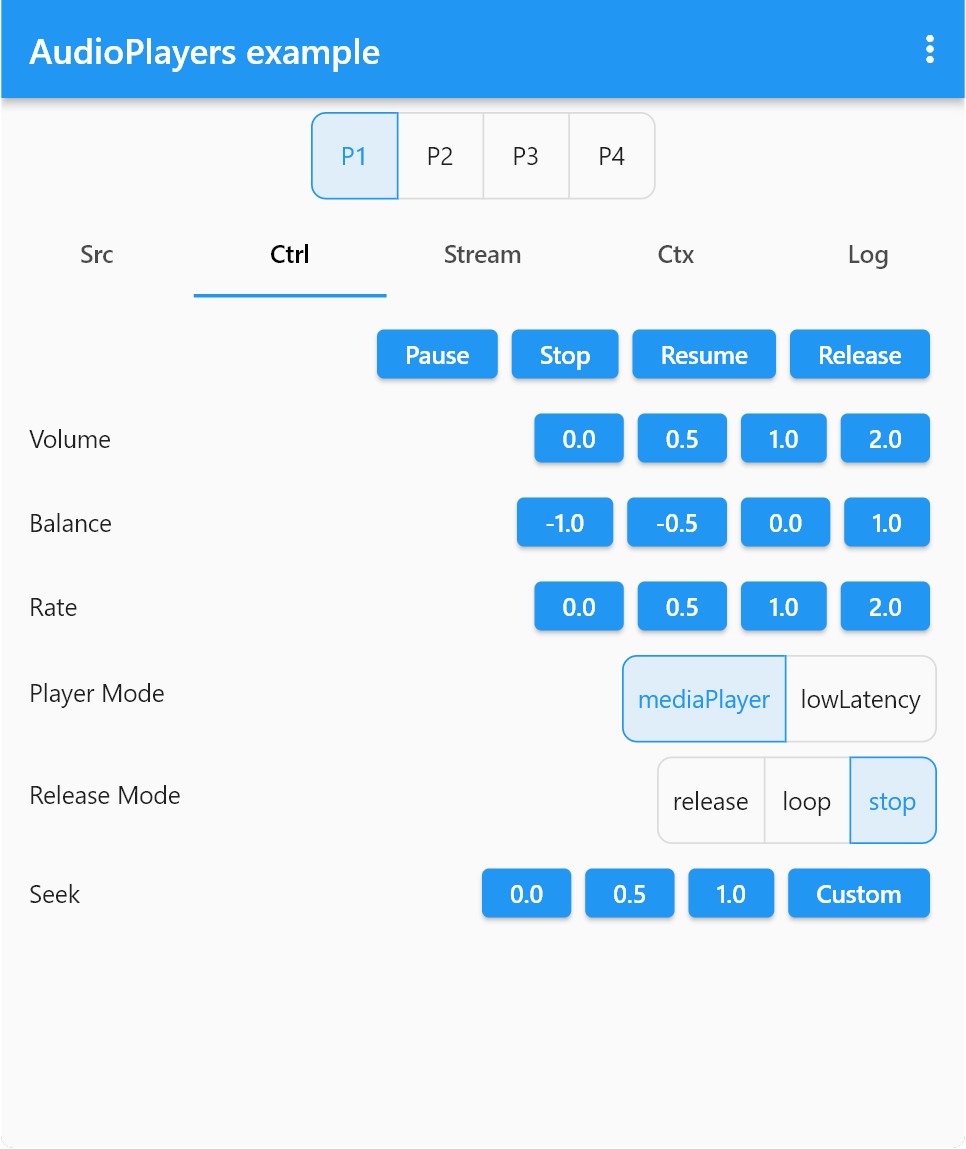 AudioPlayers example
P1 P2 P3 P4
Src Ctrl Stream Ctx Log
Pause Stop Resume Release
Volume 0.0 0.5 1.0 2.0
Balance -1.0 -0.5 0.0 1.0
Rate 0.0 0.5 1.0 2.0
Player Mode mediaPlayer lowLatency
Release Mode release loop stop
Seek 0.0 0.5 1.0 Custom